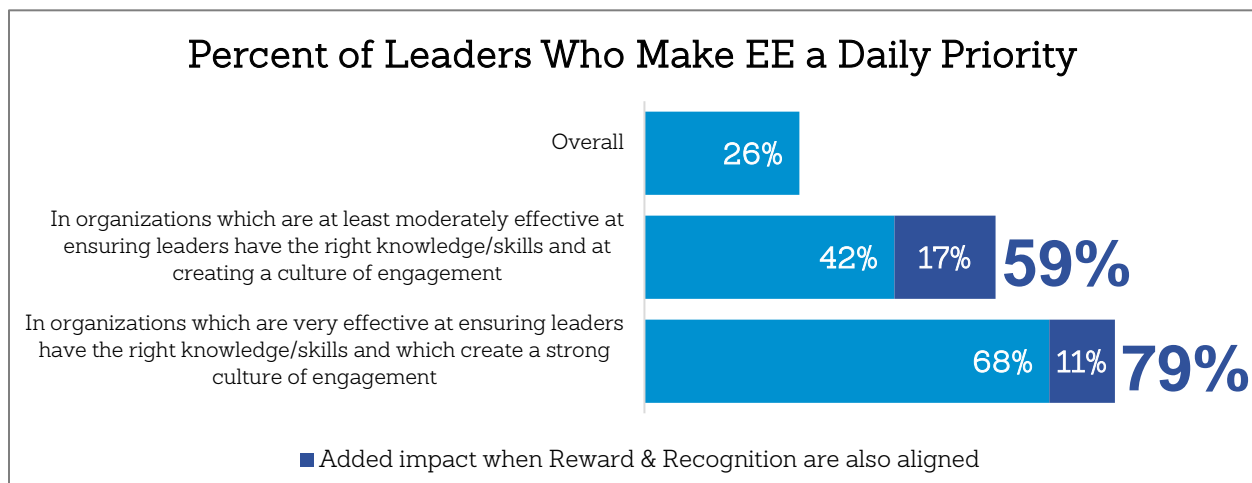 Percent of Leaders Who Make EE a Daily Priority
Overall
26%
In organizations which are at least moderately effective at
ensuring leaders have the right knowledge/skills and at
creating a culture of engagement
42% 17% 59%
In organizations which are very effective at ensuring leaders
have the right knowledge/skills and which create a strong
culture of engagement
68% 11% 79%
Added impact when Reward & Recognition are also aligned